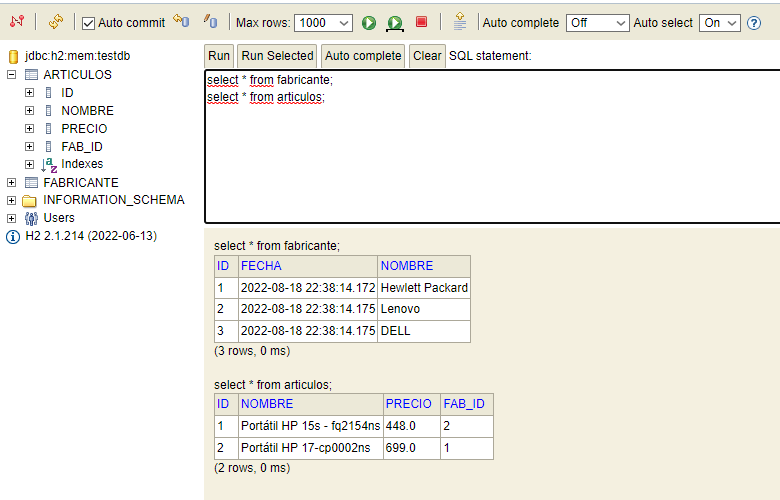 Auto commit Max rows: 1000 Auto complete Off Auto select On ?
jdbc:h2:mem:testdb
ARTICULOS
ID
NOMBRE
PRECIO
FAB_ID
Indexes
FABRICANTE
INFORMATION_SCHEMA
Users
H2 2.1.214 (2022-06-13)
Run Run Selected Auto complete Clear SQL statement:
select * from fabricante;
select * from articulos;
select * from fabricante;
ID FECHA NOMBRE
1 2022-08-18 22:38:14.172 Hewlett Packard
2 2022-08-18 22:38:14.175 Lenovo
3 2022-08-18 22:38:14.175 DELL
(3 rows, 0 ms)
select * from articulos;
ID NOMBRE PRECIO FAB_ID
1 Portátil HP 15s - fq2154ns 448.0 2
2 Portátil HP 17-cp0002ns 699.0 1
(2 rows, 0 ms)